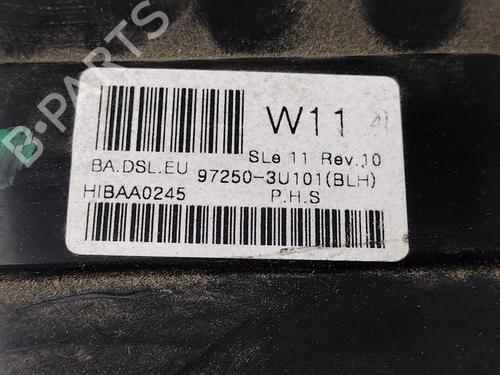 W11
SLe 11 Rev.10
BA.DSL.EU
97250-3U101(BLH)
HIBAA0245
P.H.S
B-PARTS